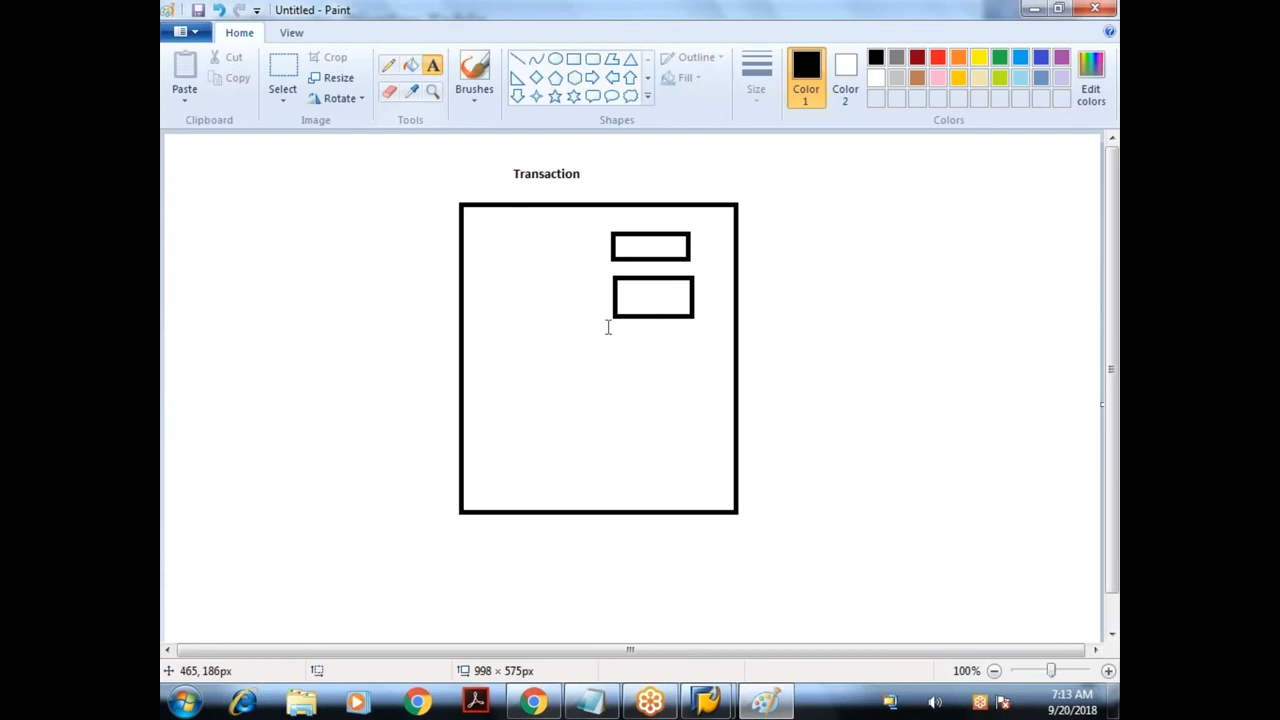 Untitled - Paint
Home
View
Paste
Cut
Copy
Clipboard
Select
Crop
Resize
Rotate
Image
A
Tools
Brushes
Outline
Fill
Shapes
Size
Color 1
Color 2
Edit colors
Colors
Transaction
465, 186px
998 × 575px
100%
7:13 AM
9/20/2018